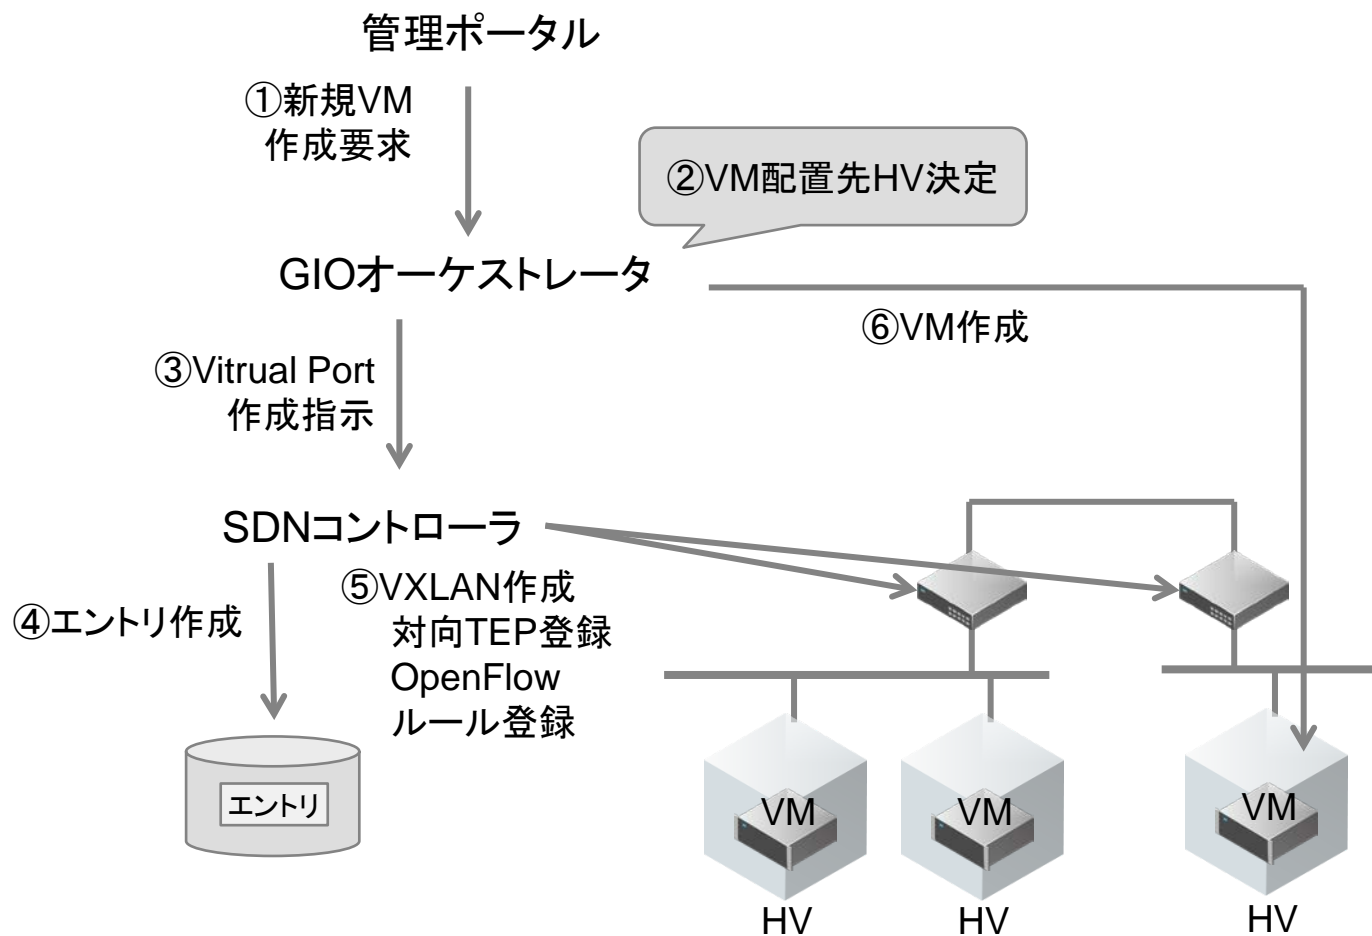 管理ポータル
①新規VM
作成要求
②VM配置先HV決定
GIOオーケストレータ
⑥VM作成
③Vitrual Port
作成指示
SDNコントローラ
④エントリ作成
⑤VXLAN作成
対向TEP登録
OpenFlow
ルール登録
エントリ
VM
VM
VM
HV
HV
HV